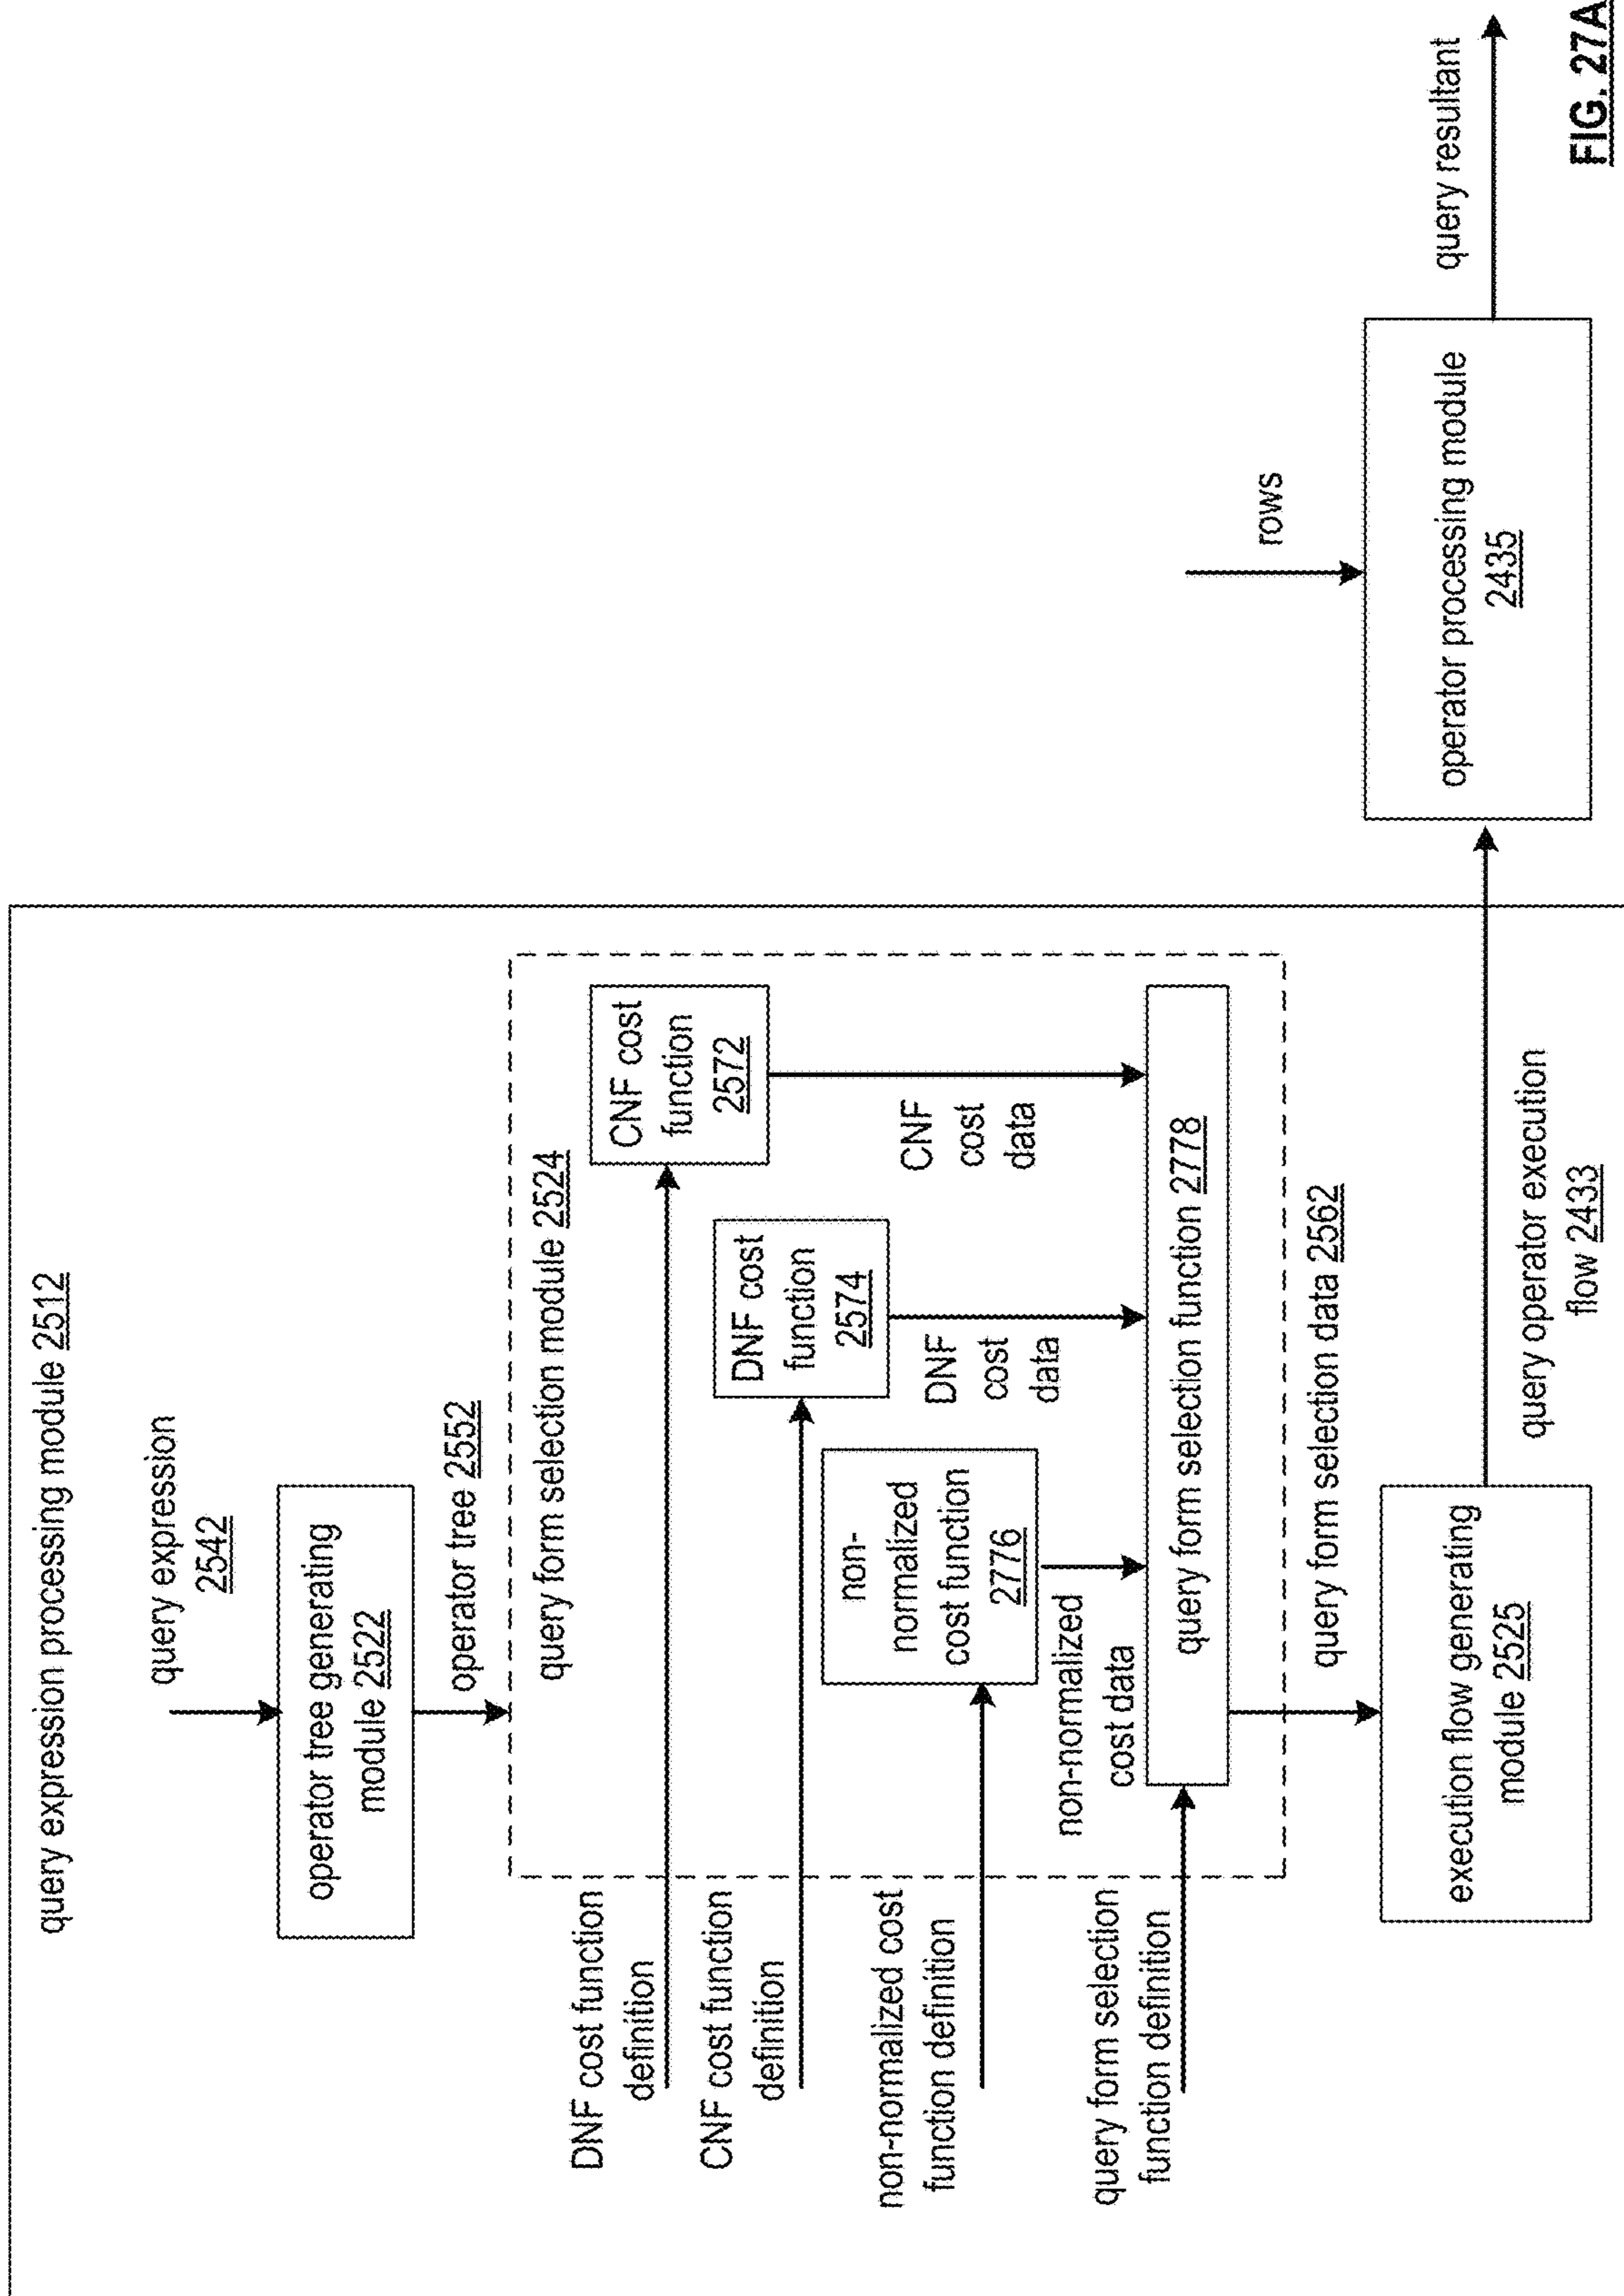 query expression processing module 2512
query expression
2542
operator tree generating
module 2522
operator tree 2552
query form selection module 2524
DNF cost function
definition
CNF cost
function
2572
CNF cost function
definition
DNF cost
function
2574
CNF
cost
data
non-normalized cost
function definition
non-
normalized
cost function
2776
DNF
cost
data
non-normalized
cost data
query form selection
function definition
query form selection function 2778
query form selection data 2562
execution flow generating
module 2525
query operator execution
flow 2433
rows
operator processing module
2435
query resultant
FIG. 27A